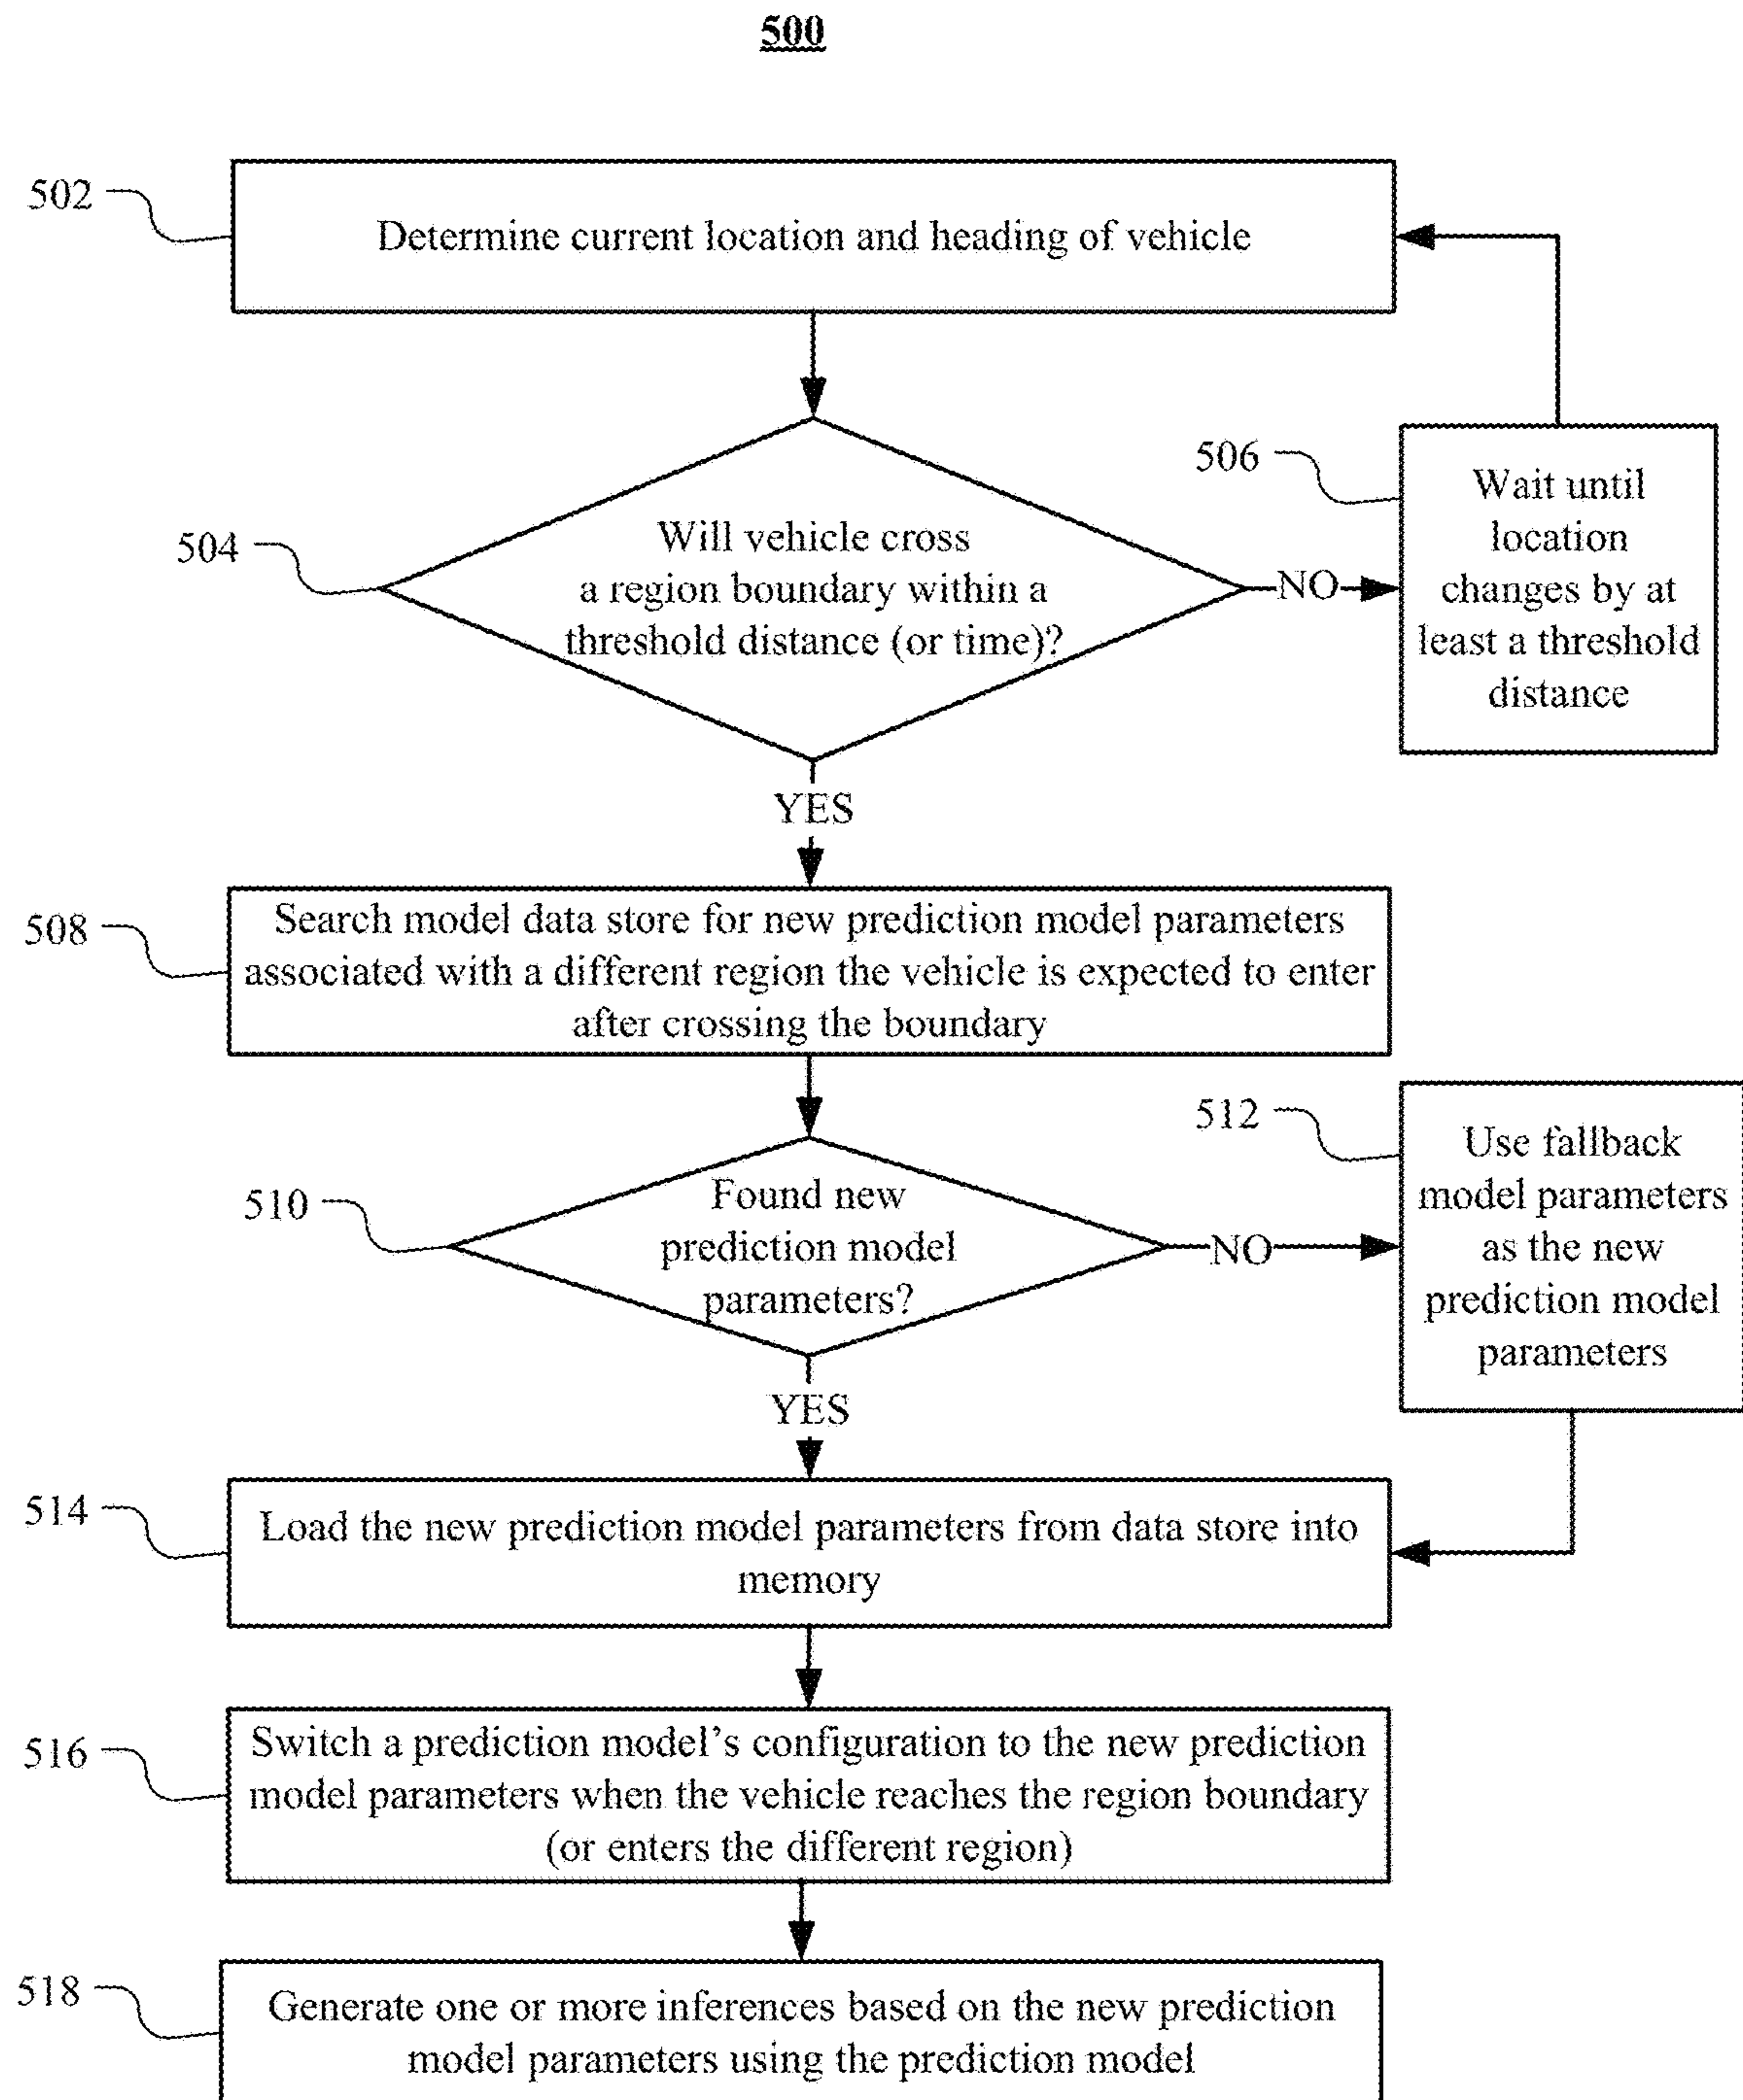 500
502
Determine current location and heading of vehicle
504
Will vehicle cross
a region boundary within a
threshold distance (or time)?
NO
506
Wait until
location
changes by at
least a threshold
distance
YES
508
Search model data store for new prediction model parameters
associated with a different region the vehicle is expected to enter
after crossing the boundary
510
Found new
prediction model
parameters?
NO
512
Use fallback
model parameters
as the new
prediction model
parameters
YES
514
Load the new prediction model parameters from data store into
memory
516
Switch a prediction model's configuration to the new prediction
model parameters when the vehicle reaches the region boundary
(or enters the different region)
518
Generate one or more inferences based on the new prediction
model parameters using the prediction model